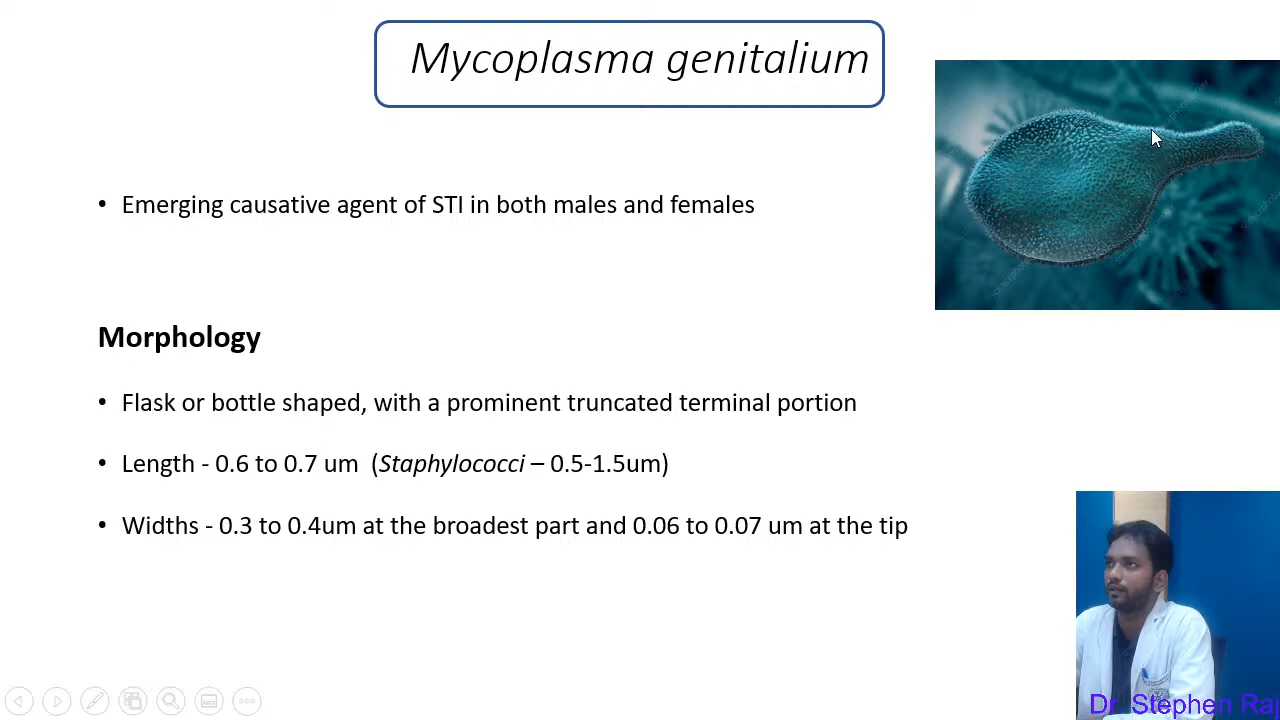 Mycoplasma genitalium
• Emerging causative agent of STI in both males and females
Morphology
• Flask or bottle shaped, with a prominent truncated terminal portion
• Length - 0.6 to 0.7 um (Staphylococci – 0.5-1.5um)
• Widths - 0.3 to 0.4um at the broadest part and 0.06 to 0.07 um at the tip
Dr. Stephen Raj